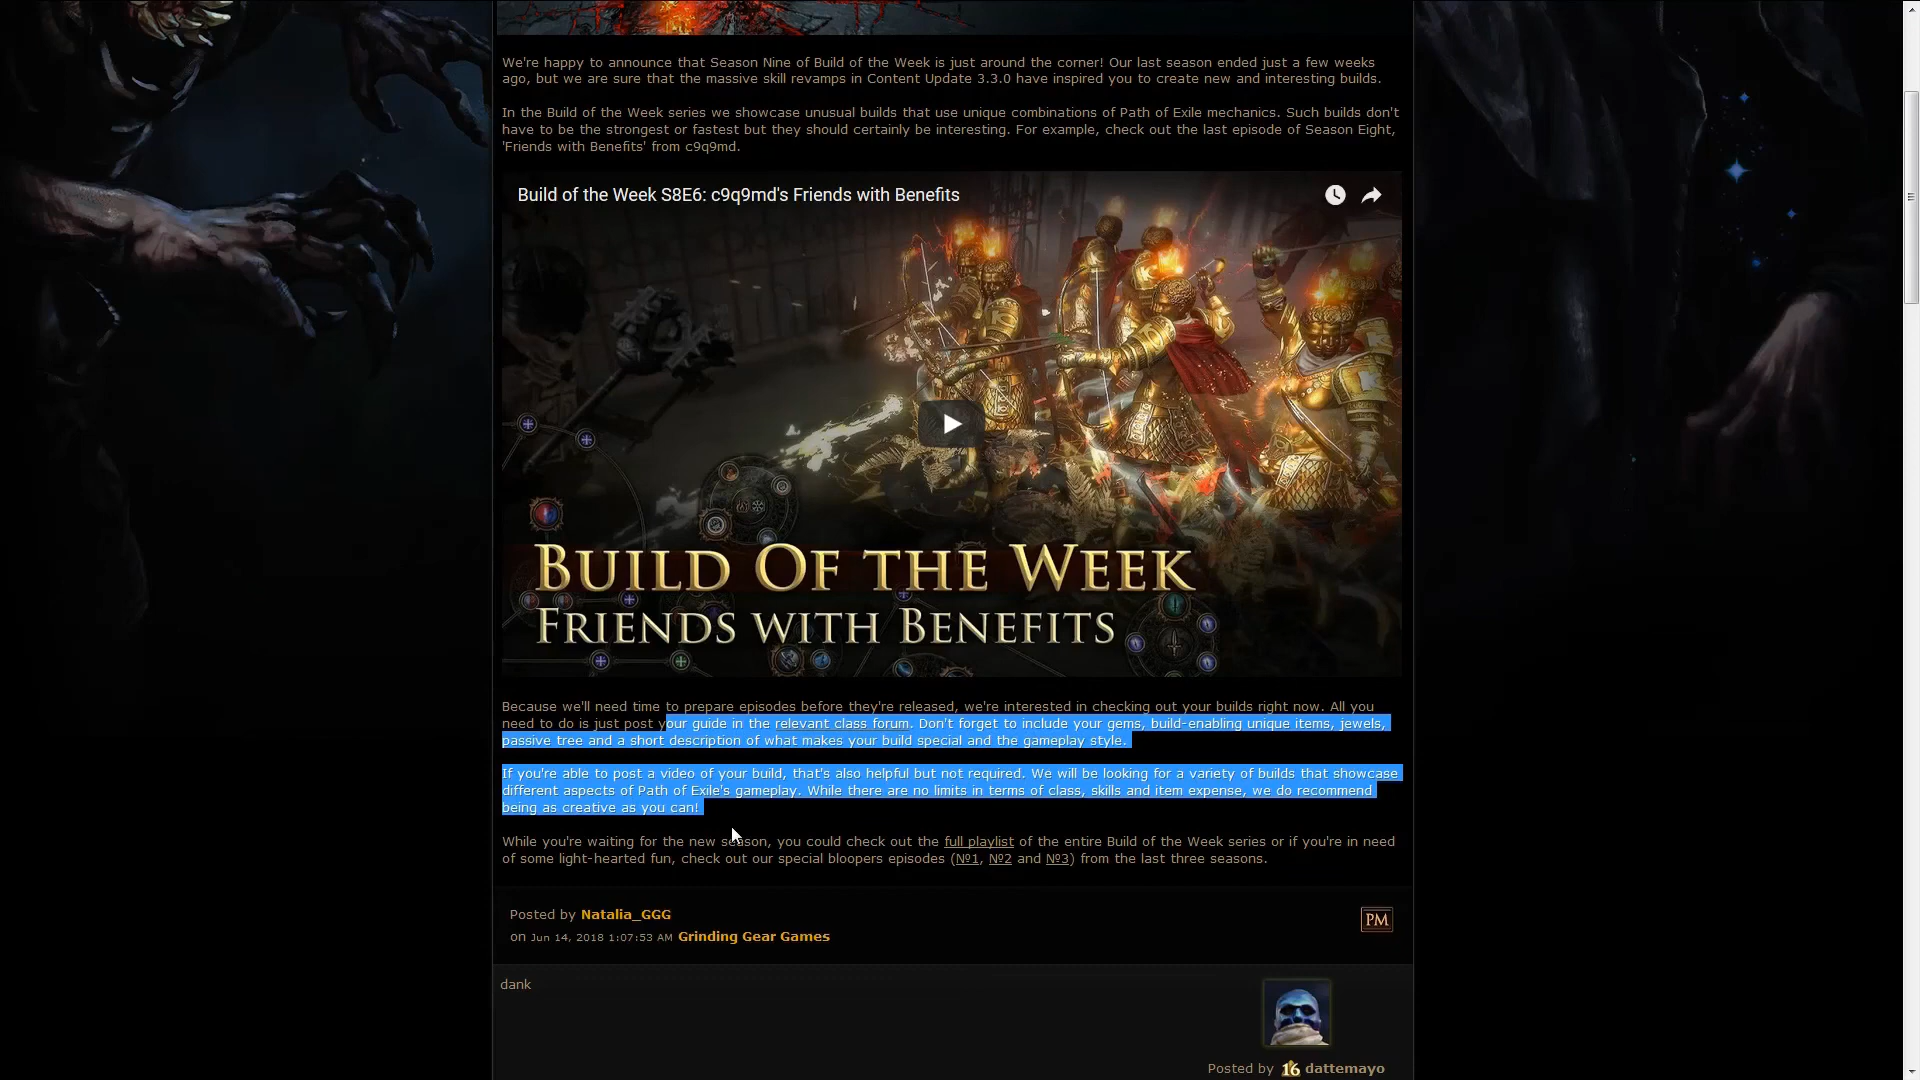 We're happy to announce that Season Nine of Build of the Week is just around the corner! Our last season ended just a few weeks
ago, but we are sure that the massive skill revamps in Content Update 3.3.0 have inspired you to create new and interesting builds.
In the Build of the Week series we showcase unusual builds that use unique combinations of Path of Exile mechanics. Such builds don't
have to be the strongest or fastest but they should certainly be interesting. For example, check out the last episode of Season Eight,
'Friends with Benefits' from c9q9md.
Build of the Week S8E6: c9q9md's Friends with Benefits
BUILD OF THE WEEK
FRIENDS WITH BENEFITS
Because we'll need time to prepare episodes before they're released, we're interested in checking out your builds right now. All you
need to do is just post your guide in the relevant class forum. Don't forget to include your gems, build-enabling unique items, jewels,
passive tree and a short description of what makes your build special and the gameplay style.
If you're able to post a video of your build, that's also helpful but not required. We will be looking for a variety of builds that showcase
different aspects of Path of Exile's gameplay. While there are no limits in terms of class, skills and item expense, we do recommend
being as creative as you can!
While you're waiting for the new season, you could check out the full playlist of the entire Build of the Week series or if you're in need
of some light-hearted fun, check out our special bloopers episodes (№1, №2 and №3) from the last three seasons.
Posted by Natalia_GGG
PM
on Jun 14, 2018 1:07:53 AM Grinding Gear Games
dank
Posted by 16 dattemayo